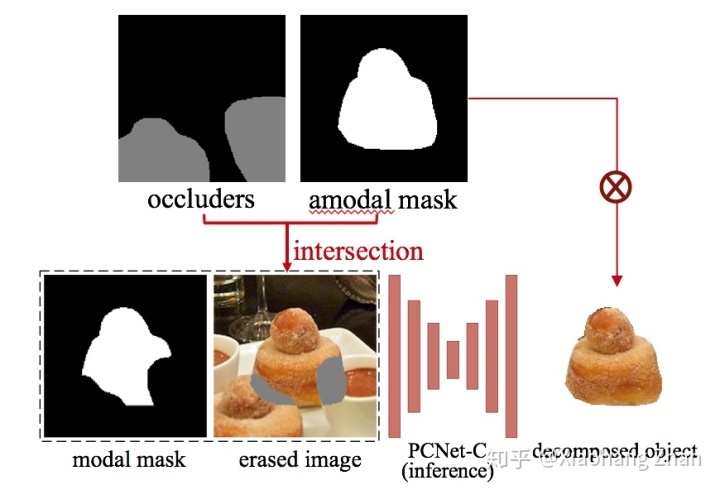 occluders
amodal mask
intersection
modal mask
erased image
PCNet-C
(inference)
decomposed object
知乎 @Xiaohang Zhan